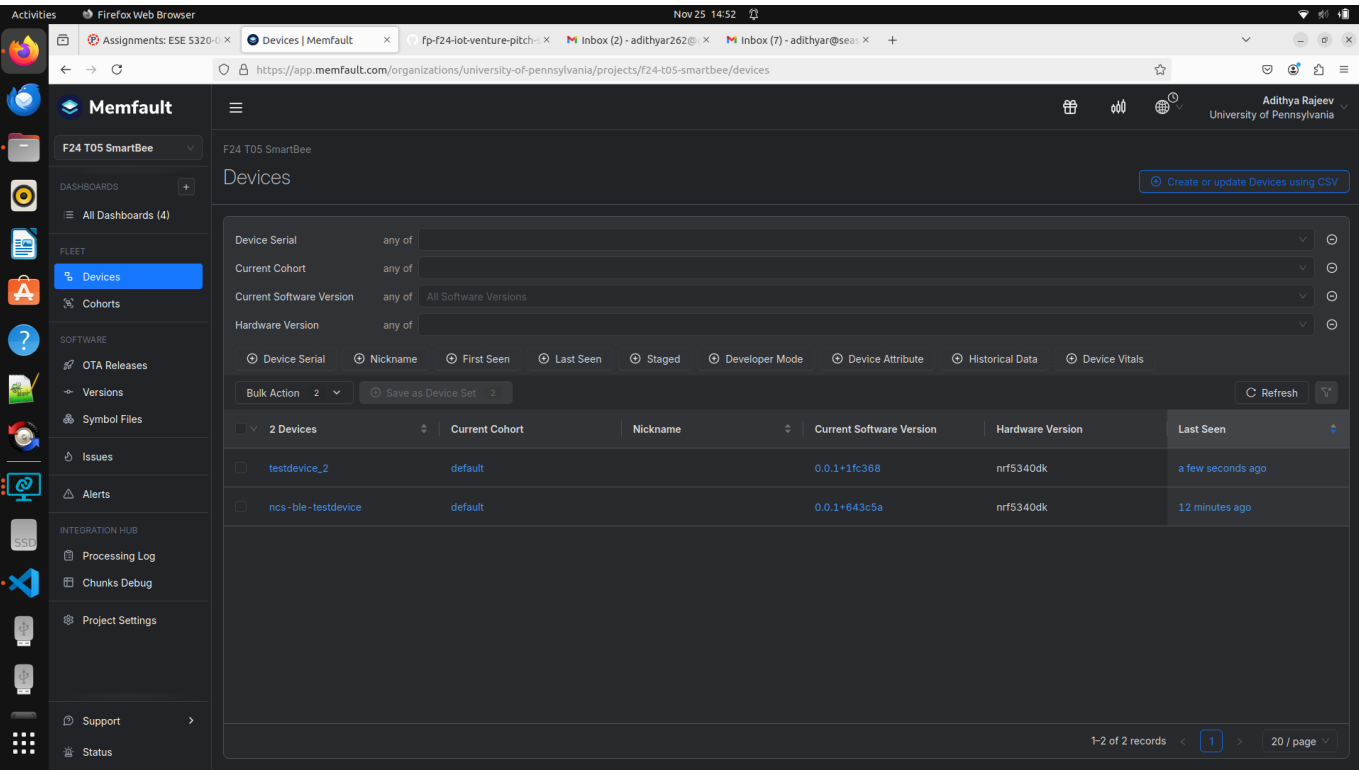 Activities Firefox Web Browser Nov 25 14:52
Assignments: ESE 5320-0 Devices | Memfault fp-f24-iot-venture-pitch-s Inbox (2) - adithyar262@ Inbox (7) - adithyar@seas
https://app.memfault.com/organizations/university-of-pennsylvania/projects/f24-t05-smartbee/devices
Memfault
Adithya Rajeev
University of Pennsylvania
F24 T05 SmartBee
DASHBOARDS
All Dashboards (4)
FLEET
Devices
Cohorts
SOFTWARE
OTA Releases
Versions
Symbol Files
Issues
Alerts
INTEGRATION HUB
Processing Log
Chunks Debug
Project Settings
Support
Status
SSD
F24 T05 SmartBee
Devices
Create or update Devices using CSV
Device Serial any of
Current Cohort any of
Current Software Version any of All Software Versions
Hardware Version any of
Device Serial Nickname First Seen Last Seen Staged Developer Mode Device Attribute Historical Data Device Vitals
Bulk Action 2 Save as Device Set 2 Refresh
2 Devices Current Cohort Nickname Current Software Version Hardware Version Last Seen
testdevice_2 default 0.0.1+1fc368 nrf5340dk a few seconds ago
ncs-ble-testdevice default 0.0.1+643c5a nrf5340dk 12 minutes ago
1-2 of 2 records < 1 > 20 / page